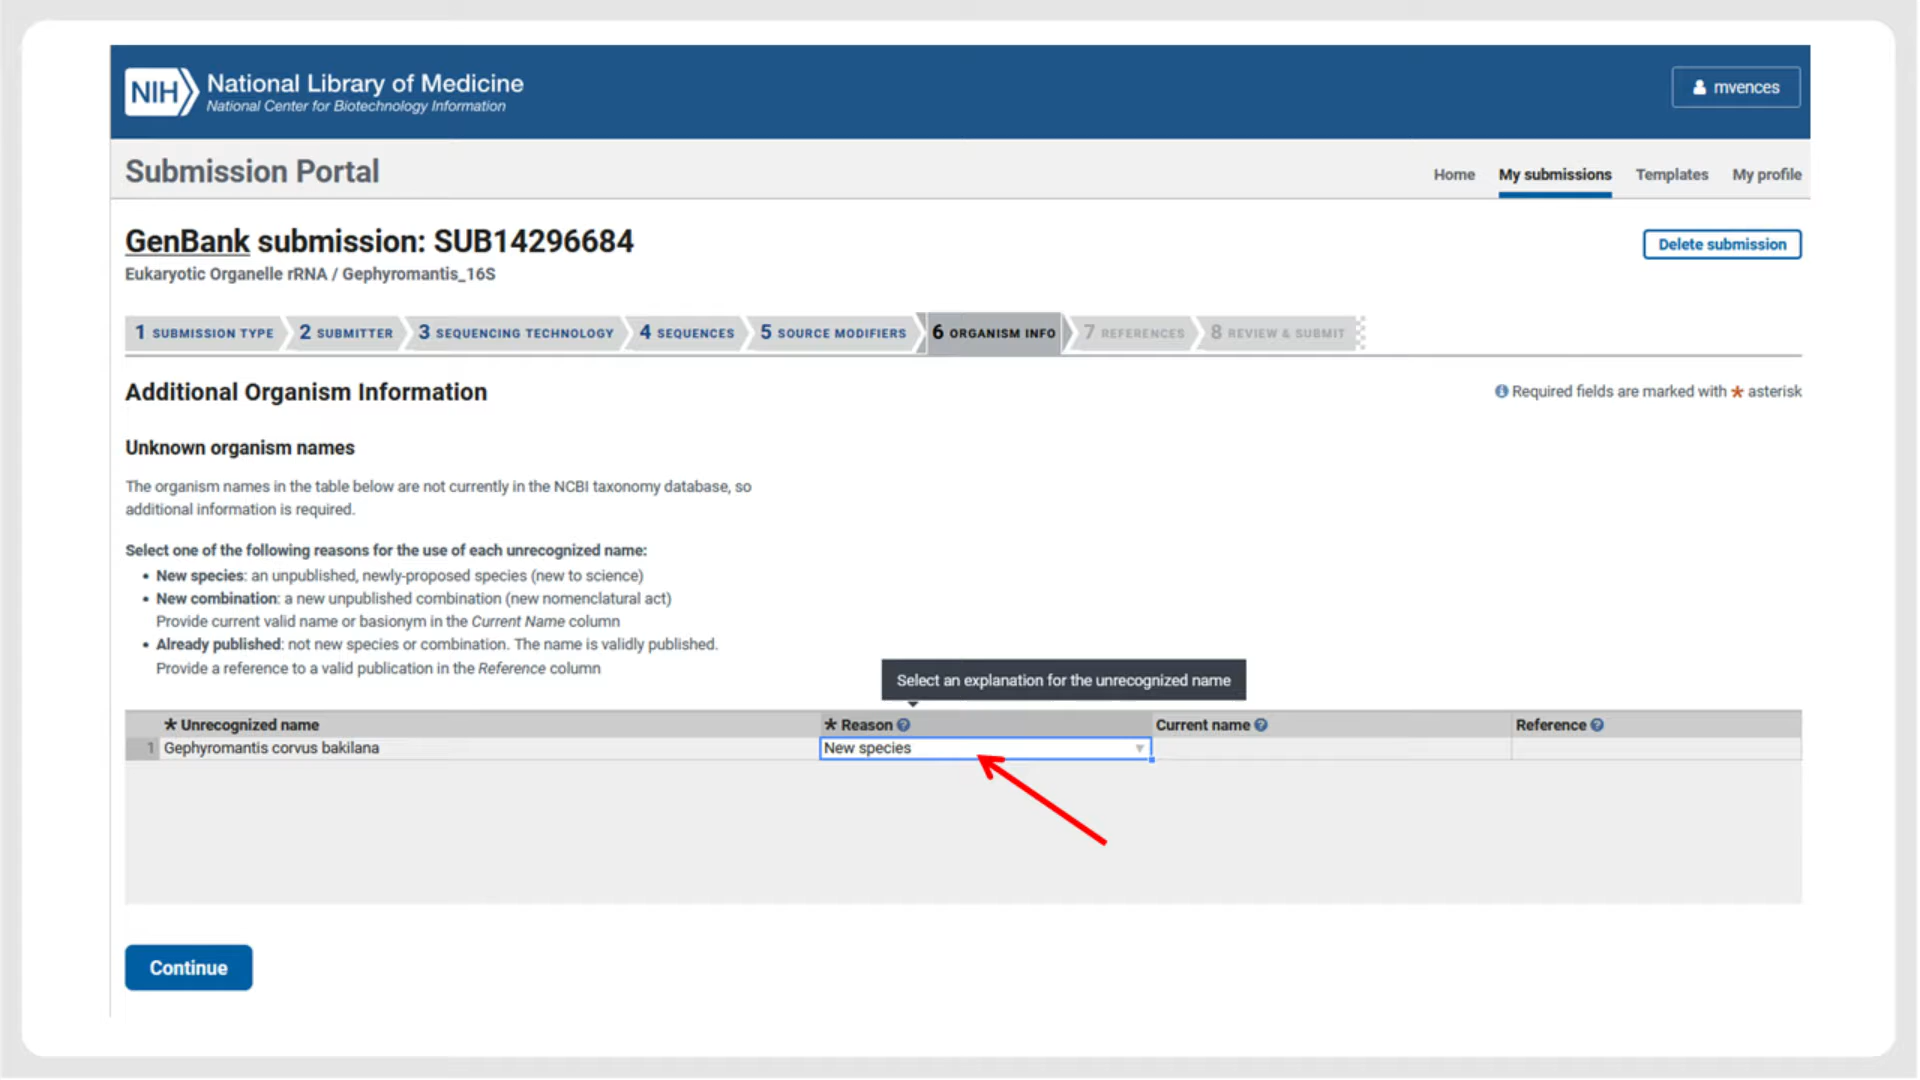 NIH National Library of Medicine
National Center for Biotechnology Information
mvences
Submission Portal
Home My submissions Templates My profile
GenBank submission: SUB14296684
Delete submission
Eukaryotic Organelle rRNA / Gephyromantis_16S
1 SUBMISSION TYPE 2 SUBMITTER 3 SEQUENCING TECHNOLOGY 4 SEQUENCES 5 SOURCE MODIFIERS 6 ORGANISM INFO 7 REFERENCES 8 REVIEW & SUBMIT
Additional Organism Information
Required fields are marked with * asterisk
Unknown organism names
The organism names in the table below are not currently in the NCBI taxonomy database, so
additional information is required.
Select one of the following reasons for the use of each unrecognized name:
• New species: an unpublished, newly-proposed species (new to science)
• New combination: a new unpublished combination (new nomenclatural act)
Provide current valid name or basionym in the Current Name column
• Already published: not new species or combination. The name is validly published.
Provide a reference to a valid publication in the Reference column
Select an explanation for the unrecognized name
* Unrecognized name * Reason Current name Reference
1 Gephyromantis corvus bakilana New species
Continue